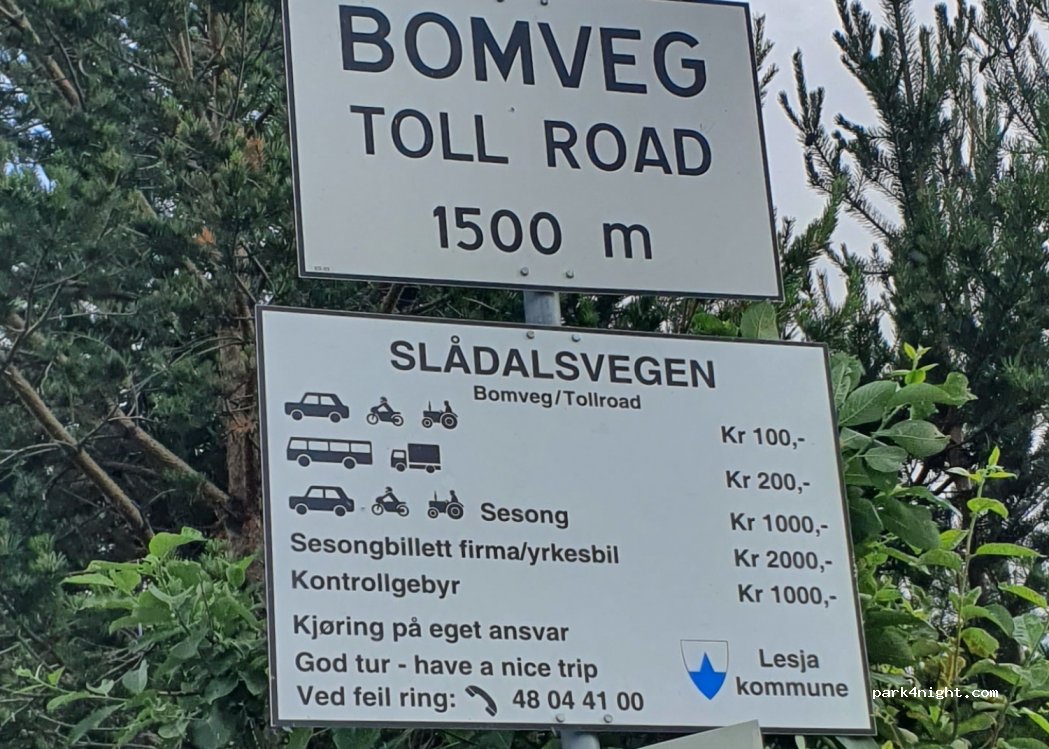 BOMVEG
TOLL ROAD
1500 m
SLÅDALSVEGEN
Bomveg/Tollroad
Kr 100,-
Kr 200,-
Sesong Kr 1000,-
Sesongbillett firma/yrkesbil Kr 2000,-
Kontrollgebyr Kr 1000,-
Kjøring på eget ansvar
God tur - have a nice trip
Ved feil ring: 48 04 41 00
Lesja
kommune
park4night.com